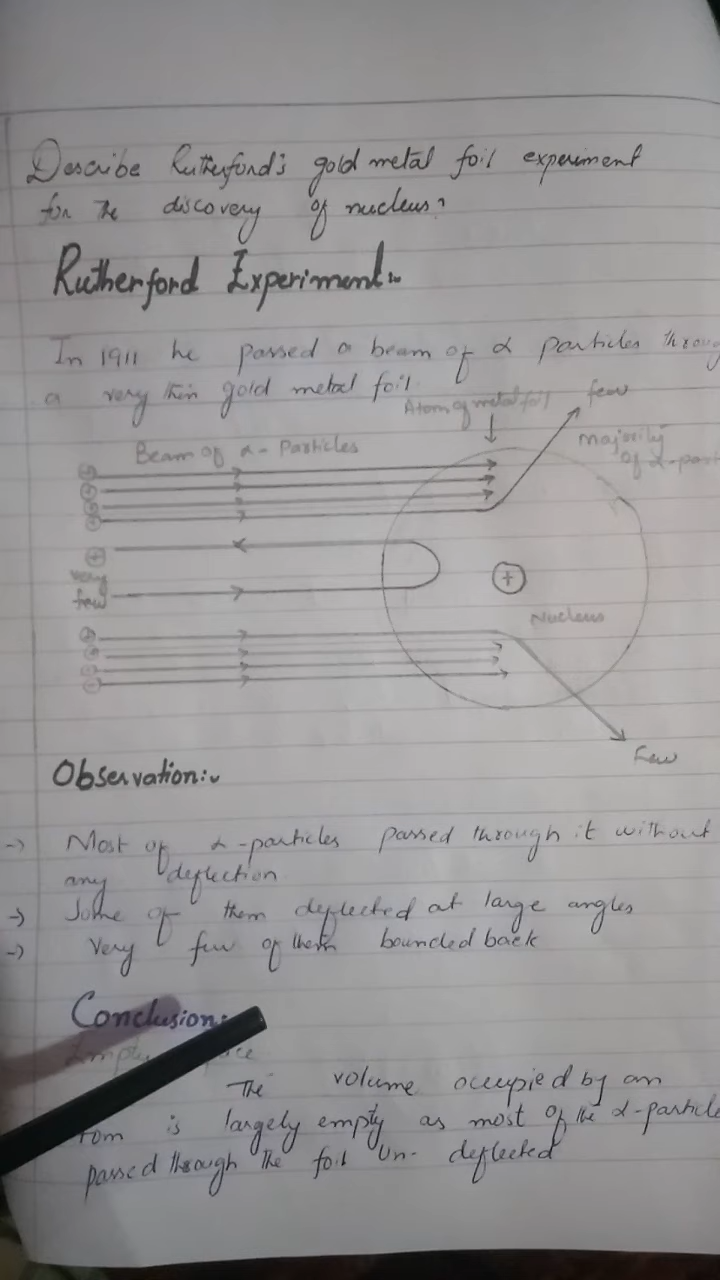 Describe Rutherford's gold metal foil experiment
for the discovery of nucleus?
Rutherford Experiment:-
In 1911 he passed a beam of α particles throug
a very thin gold metal foil.
Atom of metal foil
few
Beam of α- Particles
Majority
of α-part
very
few
Nucleus
Few
Observation:-
-> Most of α-particles passed through it without
any deflection
-> Some of them deflected at large angles
-> Very few of them bounced back
Conclusion:
The volume occupied by an
tom is largely empty as most of the α-particle
passed through the foil un-deflected